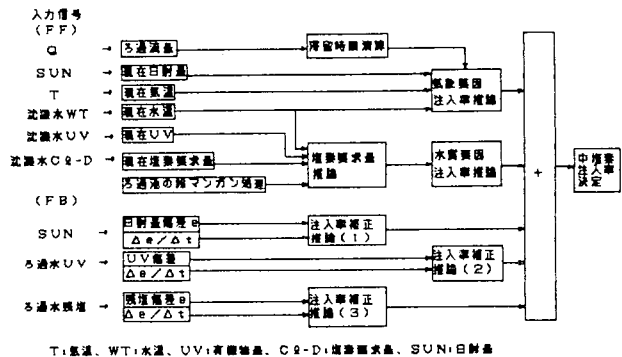 入力信号
(FF)
Q → ろ過流量
滞留時間演算
SUN → 現在日射量
T → 現在気温
気象要因
注入率推論
沈澱水WT → 現在水温
沈澱水UV → 現在UV
沈澱水Cℓ-D → 現在塩素要求量
塩素要求量
推論
水質要因
注入率推論
ろ過池の除マンガン処理
+
中塩素
注入率
決定
(FB)
SUN → 日射量偏差e
Δe/Δt
注入率補正
推論(1)
ろ過水UV → UV偏差
Δe/Δt
注入率補正
推論(2)
ろ過水残塩 → 残塩偏差e
Δe/Δt
注入率補正
推論(3)
T:気温、WT:水温、UV:有機物量、Cℓ-D:塩素要求量、SUN:日射量